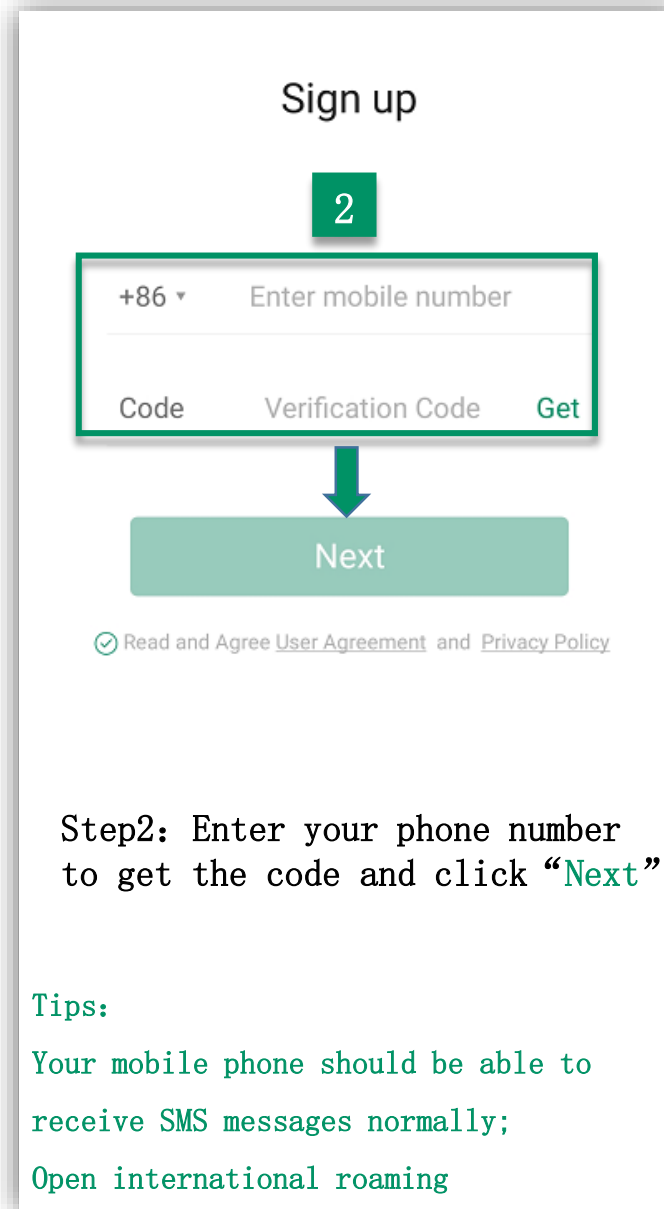 Sign up
2
+86 Enter mobile number
Code Verification Code Get
Next
Read and Agree User Agreement and Privacy Policy
Step2: Enter your phone number
to get the code and click “Next”
Tips:
Your mobile phone should be able to
receive SMS messages normally;
Open international roaming